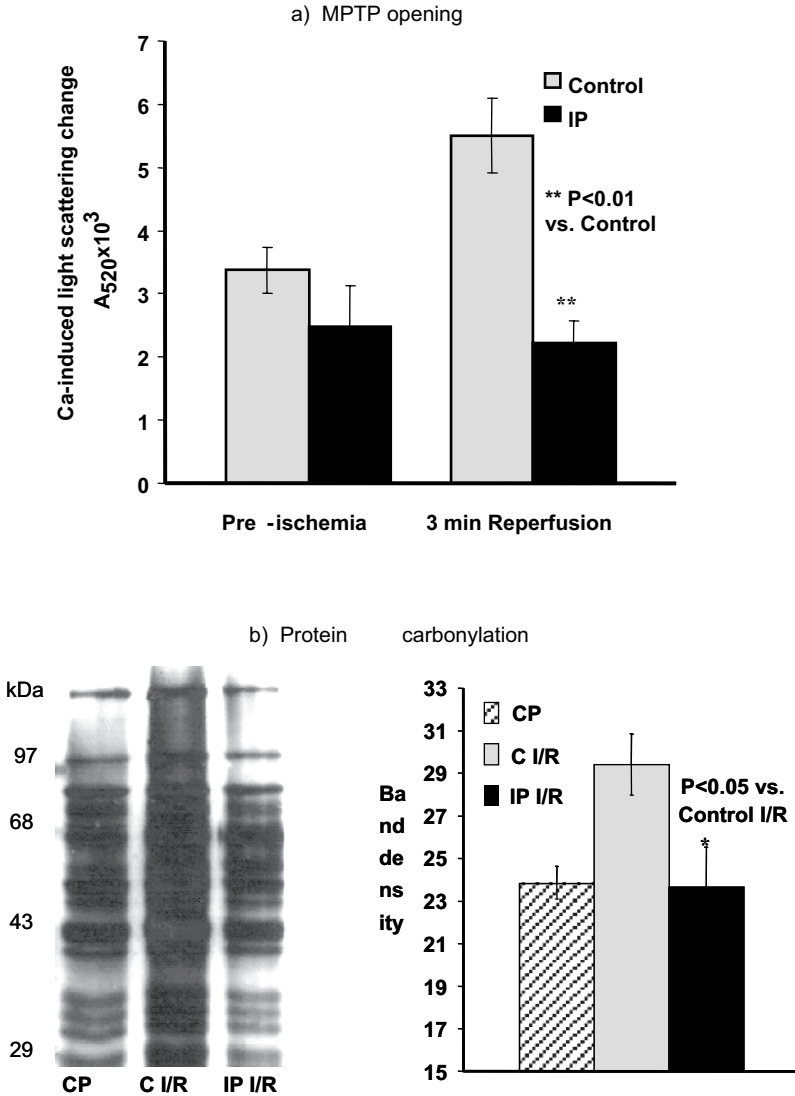 a) MPTP opening
Ca-induced light scattering change
A520x103
7
6
5
4
3
2
1
0
Control
IP
** P<0.01
vs. Control
**
Pre -ischemia
3 min Reperfusion
b) Protein carbonylation
kDa
97
68
43
29
CP
C I/R
IP I/R
Ba
nd
de
ns
ity
33
31
29
27
25
23
21
19
17
15
CP
C I/R
IP I/R
P<0.05 vs.
Control I/R
*